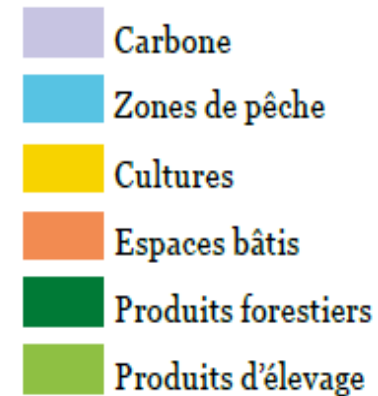 Carbone
Zones de pêche
Cultures
Espaces bâtis
Produits forestiers
Produits d’élevage